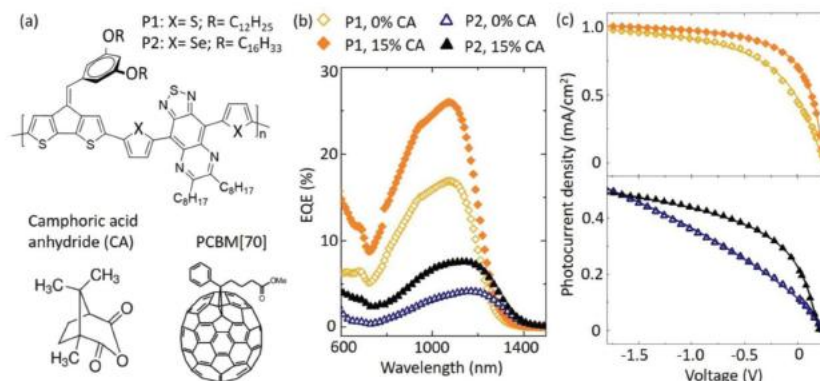 (a)
P1: X= S; R= C12H25
P2: X= Se; R= C16H33
OR
OR
S
N N
X
X
n
S S
N N
C8H17
C8H17
Camphoric acid
anhydride (CA)
PCBM[70]
H3C CH3
O
O
CH3 O
OMe
O
(b)
P1, 0% CA
P2, 0% CA
P1, 15% CA
P2, 15% CA
EQE (%)
30
20
10
0
600 1000 1400
Wavelength (nm)
(c)
Photocurrent density (mA/cm²)
1.0
0.5
0
0.4
0.2
0
-1.5 -1.0 -0.5 0
Voltage (V)